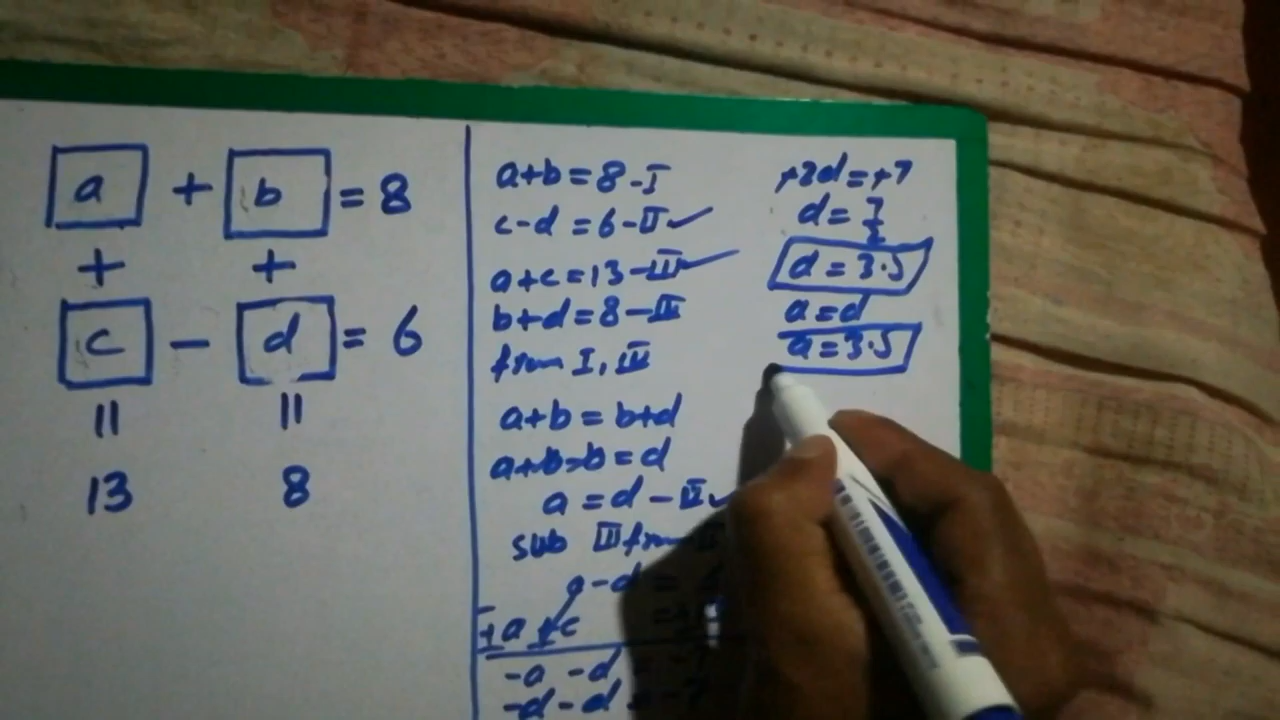 a + b = 8
+ +
c - d = 6
11 11
13 8
a+b=8-I
c-d=6-II✓
a+c=13-III✓
b+d=8-IV
from I, IV
a+b=b+d
a+b-b=d
a=d-V✓
sub III from
-d=
+a+c
-a-d
-d-d
+2d=+7
d=7/2
d=3.5
a=d
a=3.5